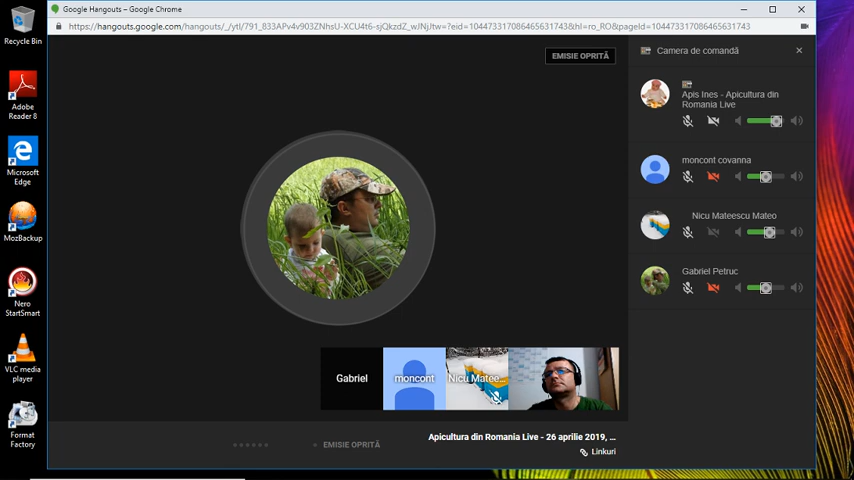 Google Hangouts – Google Chrome
https://hangouts.google.com/hangouts/_/ytl/791_833APv4v903ZNhsU-XCU4t6-sjQkzdZ_wJNjJtw=?eid=104473317086465631743&hl=ro_RO&pageId=104473317086465631743
Recycle Bin
Adobe
Reader 8
Microsoft
Edge
MozBackup
Nero
StartSmart
VLC media
player
Format
Factory
EMISIE OPRITĂ
Camera de comandă
Apis Ines - Apicultura din
Romania Live
moncont covanna
Nicu Mateescu Mateo
Gabriel Petruc
Gabriel
moncont
Nicu Matee...
EMISIE OPRITĂ
Apicultura din Romania Live - 26 aprilie 2019, ...
Linkuri